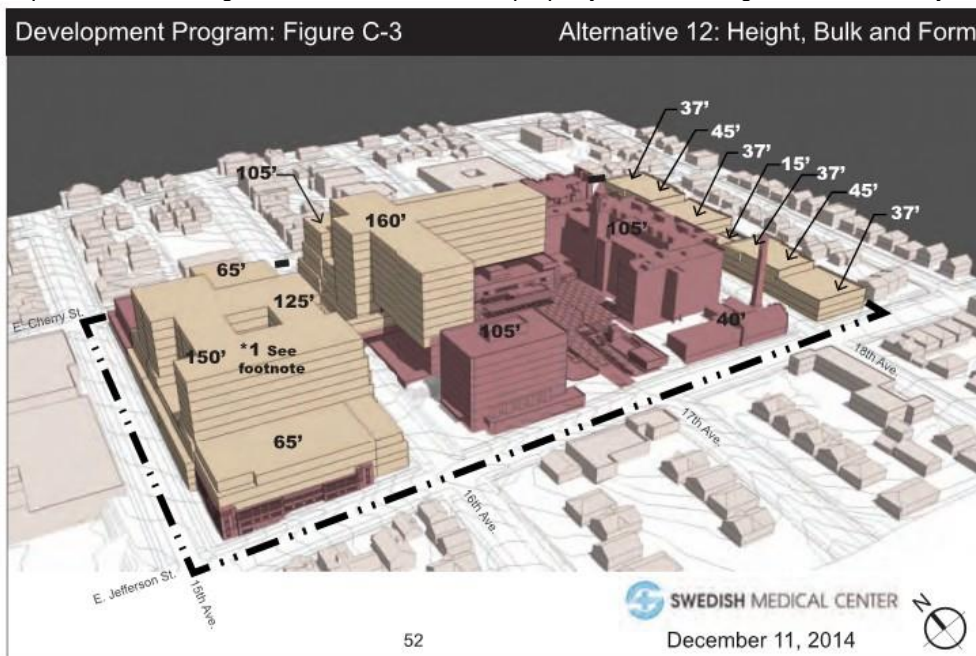 Development Program: Figure C-3
Alternative 12: Height, Bulk and Form
37'
45'
37'
15'
37'
45'
37'
105'
160'
105'
65'
125'
E. Cherry St.
150'
*1 See
footnote
105'
40'
18th Ave.
65'
17th Ave.
16th Ave.
E. Jefferson St.
15th Ave.
SWEDISH MEDICAL CENTER
N
52
December 11, 2014